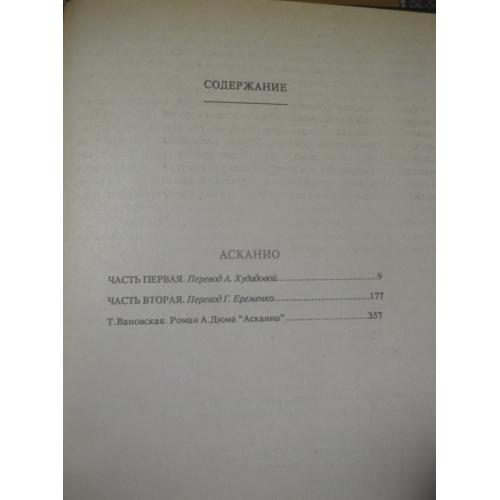 СОДЕРЖАНИЕ
АСКАНИО
ЧАСТЬ ПЕРВАЯ. Перевод А. Худадовой........................................9
ЧАСТЬ ВТОРАЯ. Перевод Г. Еременко........................................177
Т.Вановская. Роман А.Дюма "Асканио"........................................357